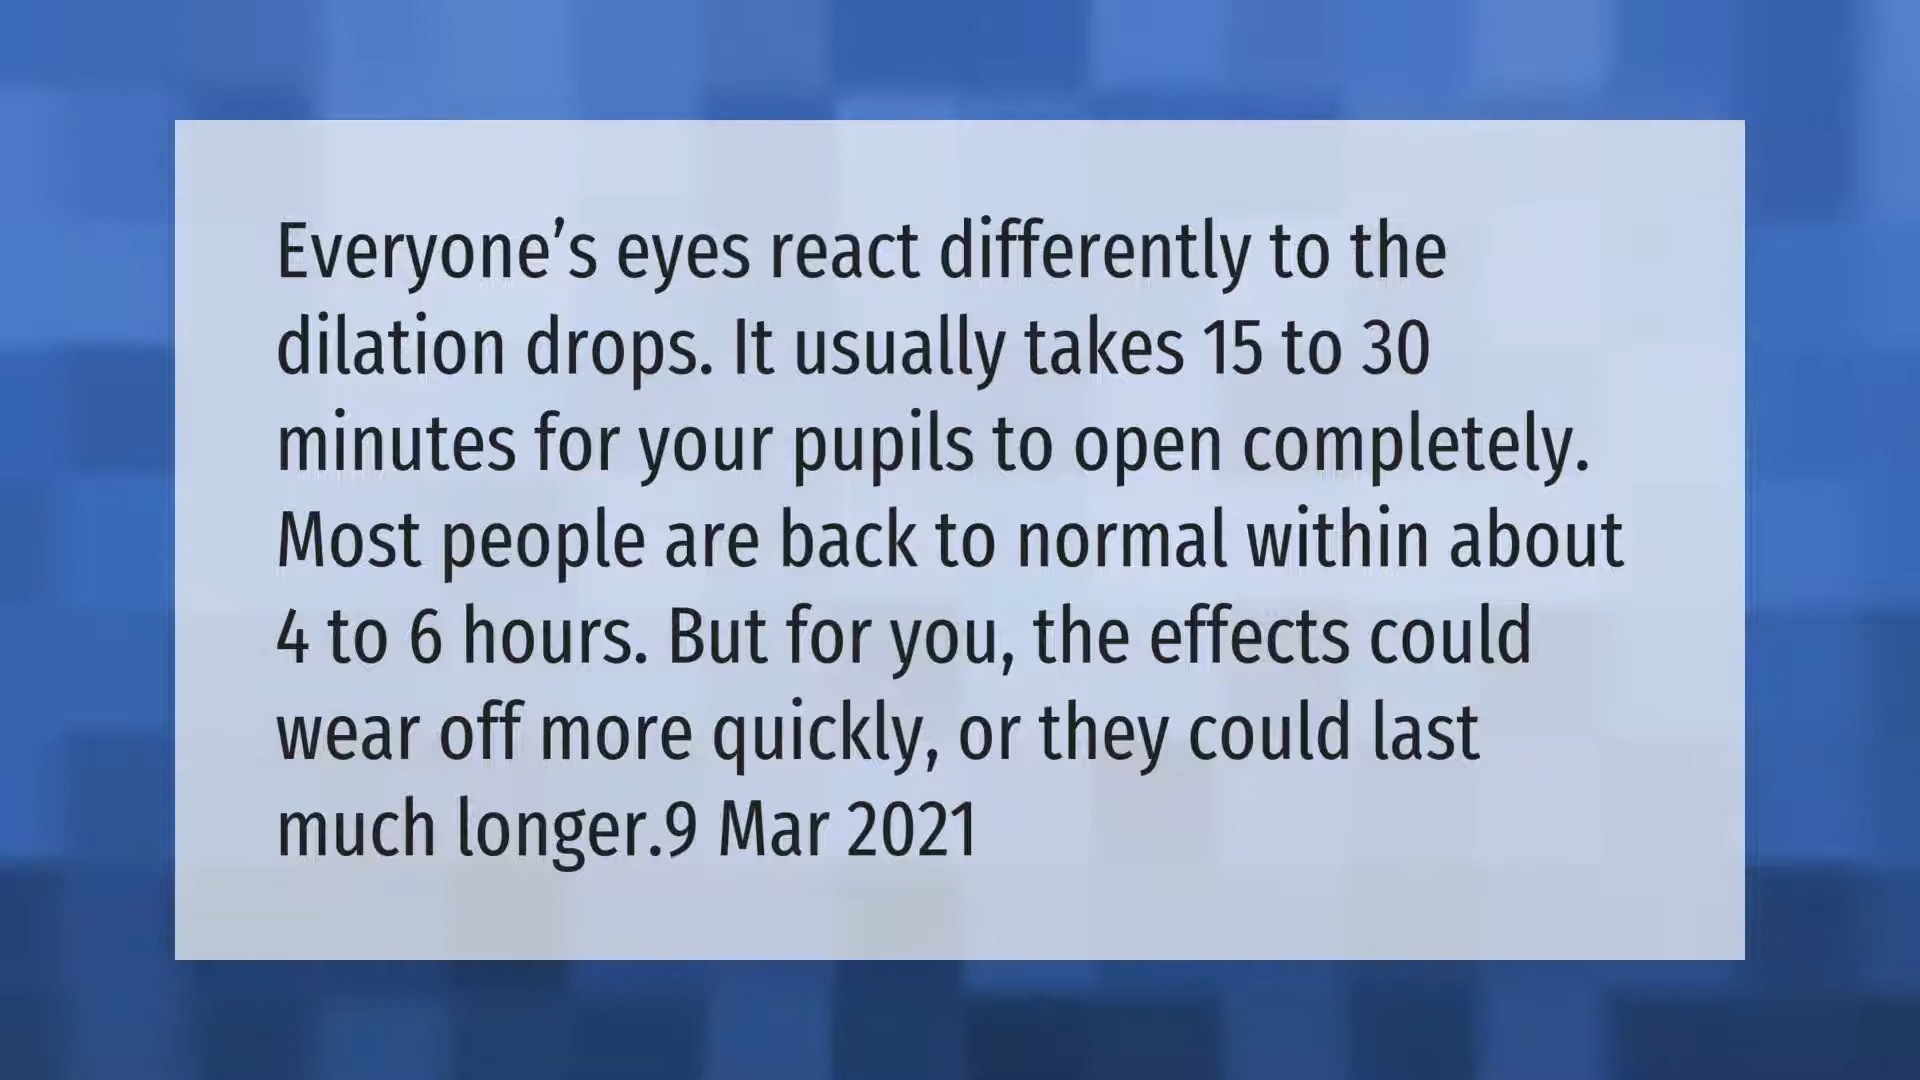 Everyone’s eyes react differently to the
dilation drops. It usually takes 15 to 30
minutes for your pupils to open completely.
Most people are back to normal within about
4 to 6 hours. But for you, the effects could
wear off more quickly, or they could last
much longer.9 Mar 2021